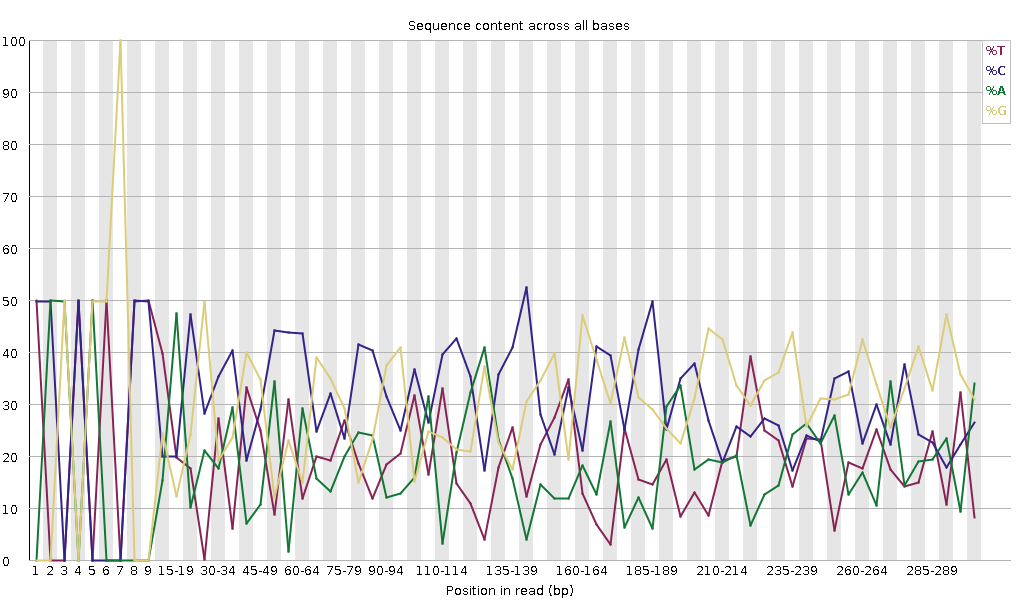 Sequence content across all bases
100
90
80
70
60
50
40
30
20
10
0
%T
%C
%A
%G
1 2 3 4 5 6 7 8 9 15-19 30-34 45-49 60-64 75-79 90-94 110-114 135-139 160-164 185-189 210-214 235-239 260-264 285-289
Position in read (bp)